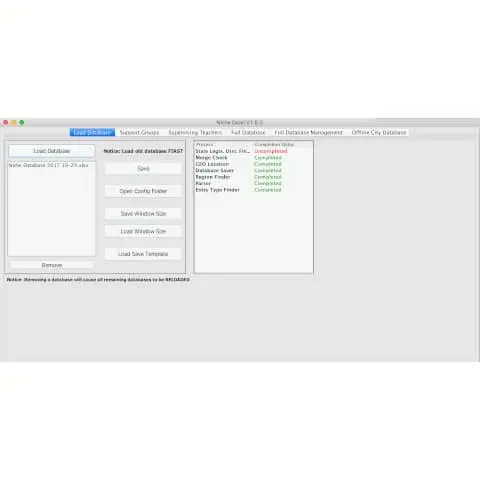 Niche Excel V1.0.3
Load Database Support Groups Supervising Teachers Full Database Full Database Management Offline City Database
Load Database
Notice: Load old database FIRST
Niche Database 2017 10-29.xlsx
Save
Open Config Folder
Save Window Size
Load Window Size
Load Save Template
Remove
Notice: Removing a database will cause all remaining databases to be RELOADED
Process Completion Status
State Legis. Dist. Fin... Uncompleted
Merge Check Completed
GEO Location Completed
Database Saver Completed
Region Finder Completed
Parser Completed
Entry Type Finder Completed